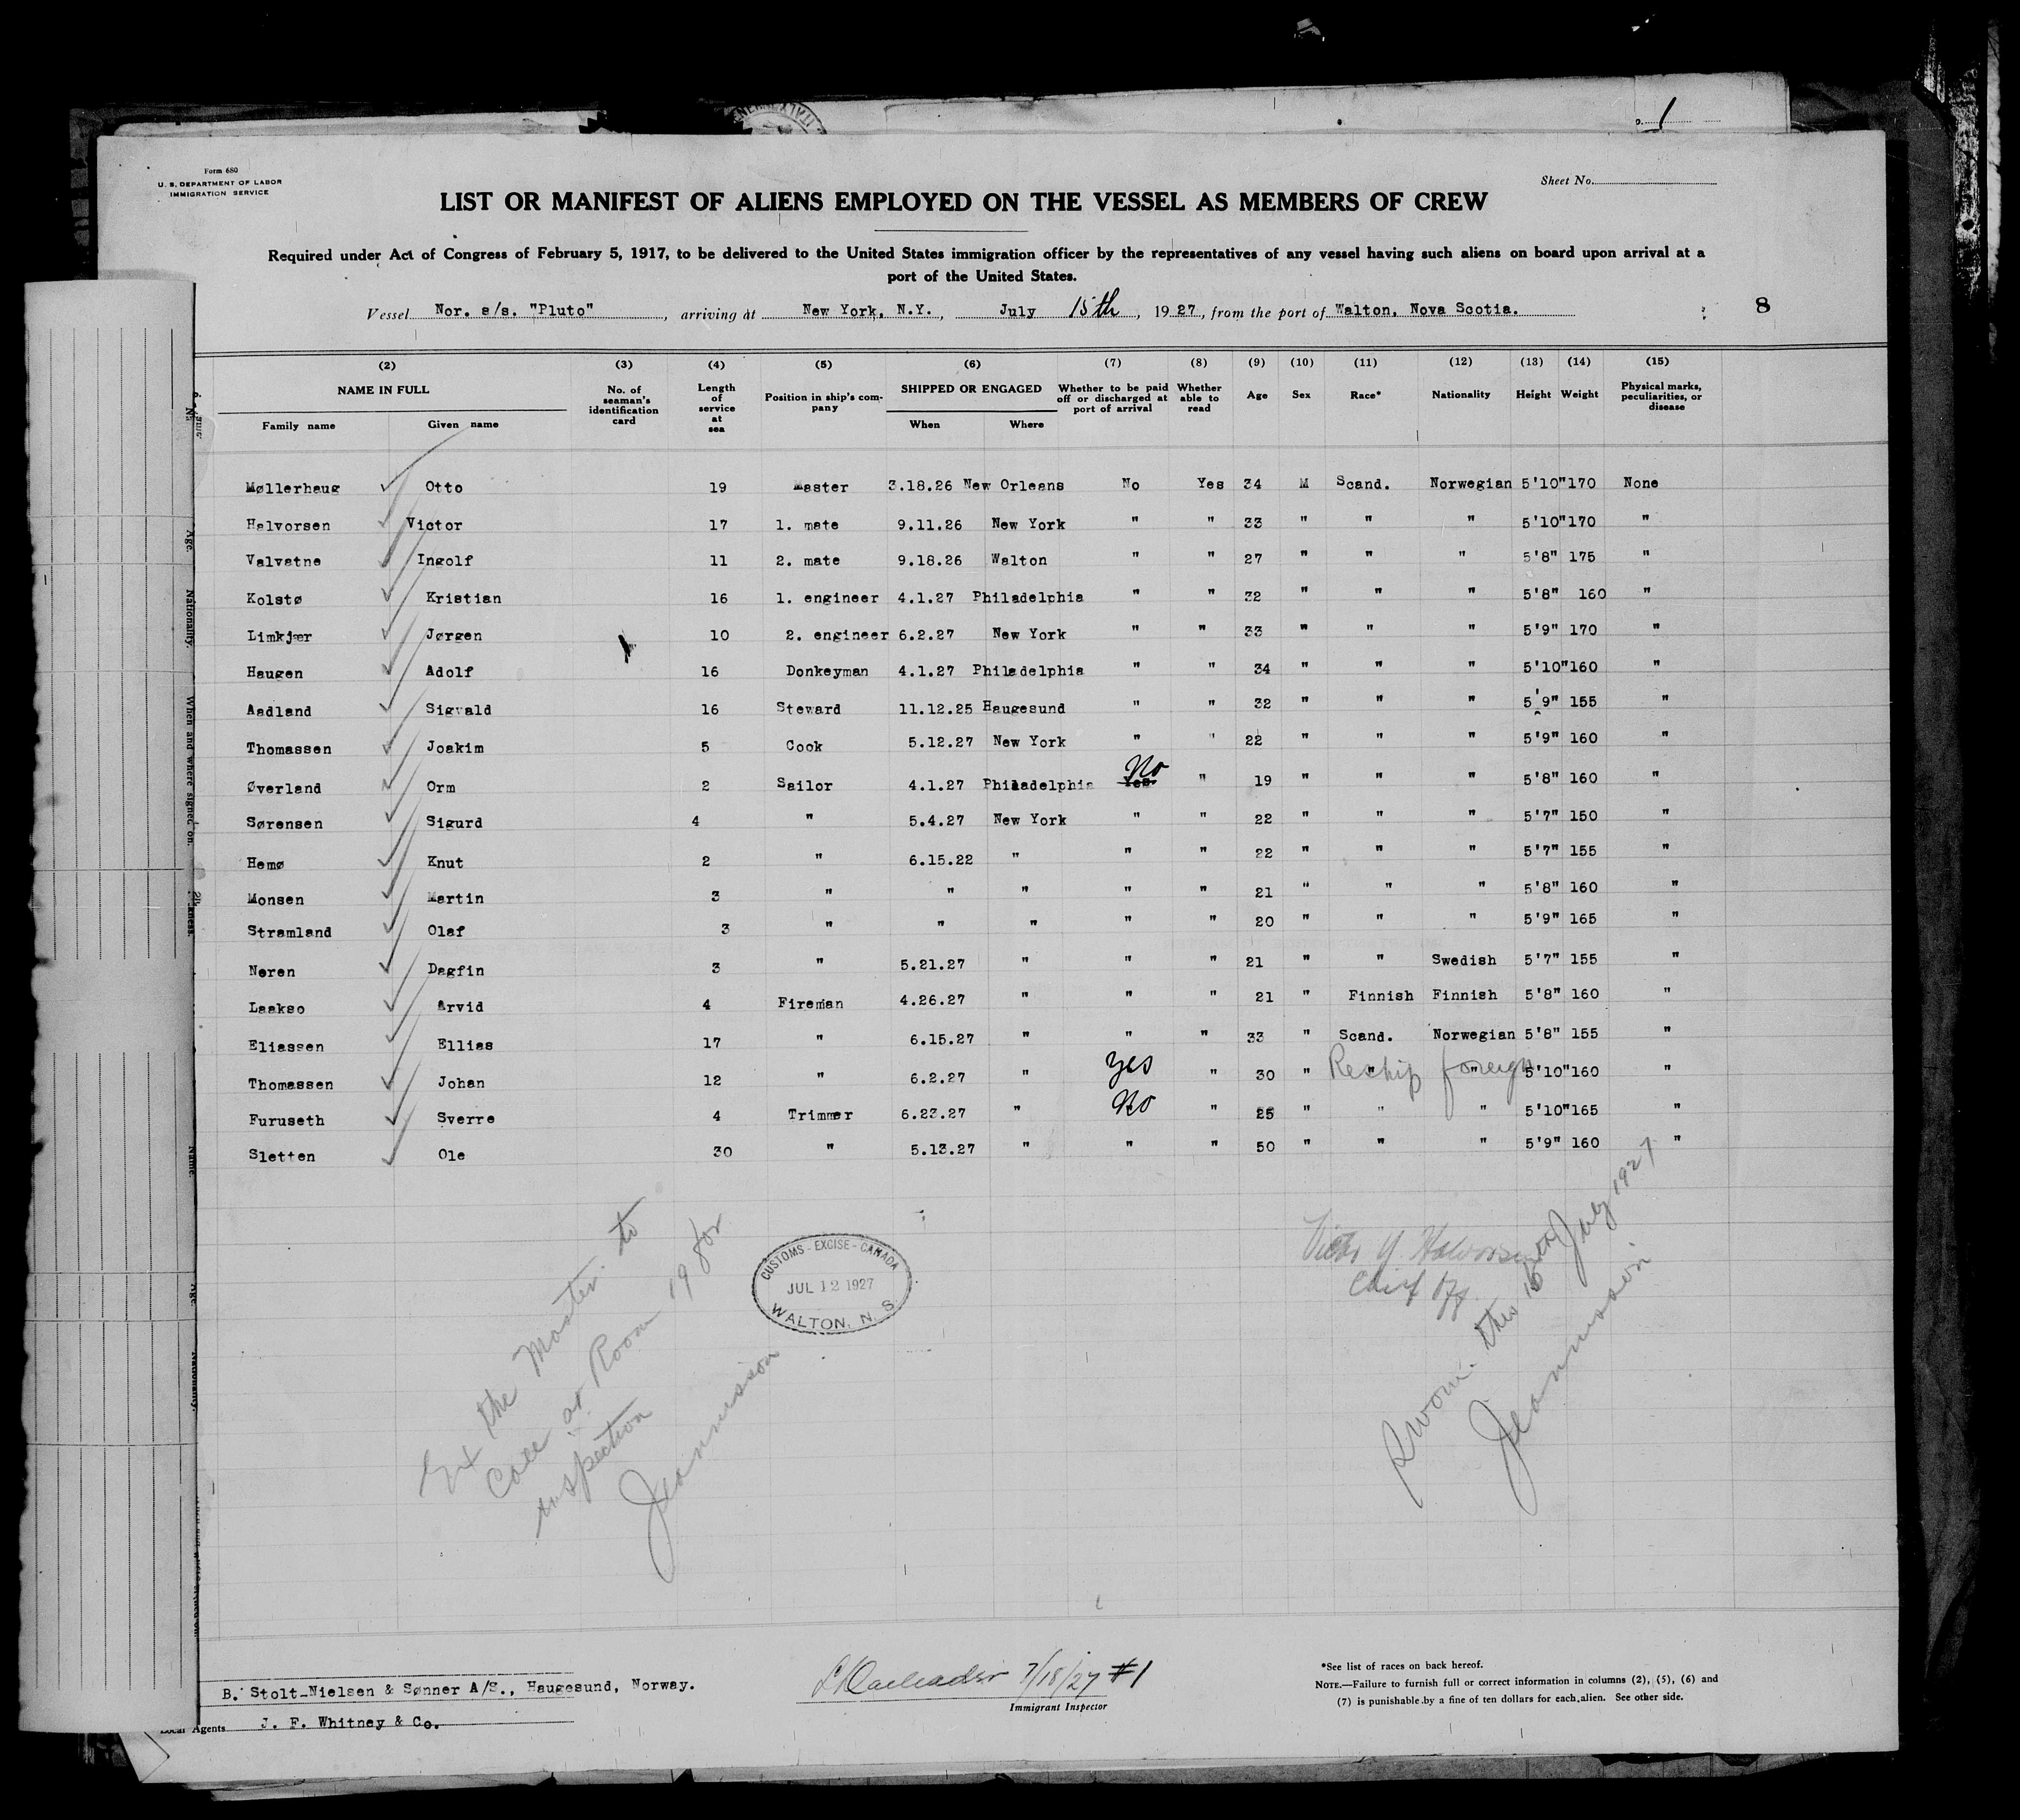 1
Form 680
U. S. DEPARTMENT OF LABOR
IMMIGRATION SERVICE
Sheet No.
LIST OR MANIFEST OF ALIENS EMPLOYED ON THE VESSEL AS MEMBERS OF CREW
Required under Act of Congress of February 5, 1917, to be delivered to the United States immigration officer by the representatives of any vessel having such aliens on board upon arrival at a
port of the United States.
Vessel Nor. s/s. "Pluto", arriving at New York, N.Y., July 15th, 1927, from the port of Walton, Nova Scotia. 8
(2) (3) (4) (5) (6) (7) (8) (9) (10) (11) (12) (13) (14) (15)
NAME IN FULL No. of seaman's identification card Length of service at sea Position in ship's company SHIPPED OR ENGAGED Whether to be paid off or discharged at port of arrival Whether able to read Age Sex Race* Nationality Height Weight Physical marks, peculiarities, or disease
Family name Given name When Where
Møllerhaug Otto 19 Master 3.18.26 New Orleans No Yes 34 M Scand. Norwegian 5'10" 170 None
Halvorsen Victor 17 1. mate 9.11.26 New York " " 33 " " " 5'10" 170 "
Valvatne Ingolf 11 2. mate 9.18.26 Walton " " 27 " " " 5'8" 175 "
Kolstø Kristian 16 1. engineer 4.1.27 Philadelphia " " 32 " " " 5'8" 160 "
Limkjær Jørgen 10 2. engineer 6.2.27 New York " " 33 " " " 5'9" 170 "
Haugen Adolf 16 Donkeyman 4.1.27 Philadelphia " " 34 " " " 5'10" 160 "
Aadland Sigvald 16 Steward 11.12.25 Haugesund " " 32 " " " 5'9" 155 "
Thomassen Joakim 5 Cook 5.12.27 New York " " 22 " " " 5'9" 160 "
Øverland Orm 2 Sailor 4.1.27 Philadelphia Yes No " 19 " " " 5'8" 160 "
Sørensen Sigurd 4 " 5.4.27 New York " " 22 " " " 5'7" 150 "
Hemø Knut 2 " 6.15.22 " " " 22 " " " 5'7" 155 "
Monsen Martin 3 " " " " " 21 " " " 5'8" 160 "
Stramland Olaf 3 " " " " " 20 " " " 5'9" 165 "
Neren Dagfin 3 " 5.21.27 " " " 21 " " Swedish 5'7" 155 "
Laakso Arvid 4 Fireman 4.26.27 " " " 21 " Finnish Finnish 5'8" 160 "
Eliassen Ellias 17 " 6.15.27 " " " 33 " Scand. Norwegian 5'8" 155 "
Thomassen Johan 12 " 6.2.27 " Yes " 30 " " " 5'10" 160 "
Reship foreign
Furuseth Sverre 4 Trimmer 6.23.27 " No " 25 " " " 5'10" 165 "
Sletten Ole 30 " 5.13.27 " " " 50 " " " 5'9" 160 "
the Master to
Call at Room 19 for
inspection
CUSTOMS - EXCISE - CANADA
JUL 12 1927
WALTON, N. S.
Victor Halvorsen
Chief Off.
Sworn this 15th July 1927
B. Stolt-Nielsen & Sønner A/S., Haugesund, Norway.
Local Agents J. F. Whitney & Co.
7/18/27 #1
Immigrant Inspector
*See list of races on back hereof.
NOTE.—Failure to furnish full or correct information in columns (2), (5), (6) and
(7) is punishable by a fine of ten dollars for each alien. See other side.
Age.
Nationality.
When and where signed on.
Name.
Age.
Nationality.